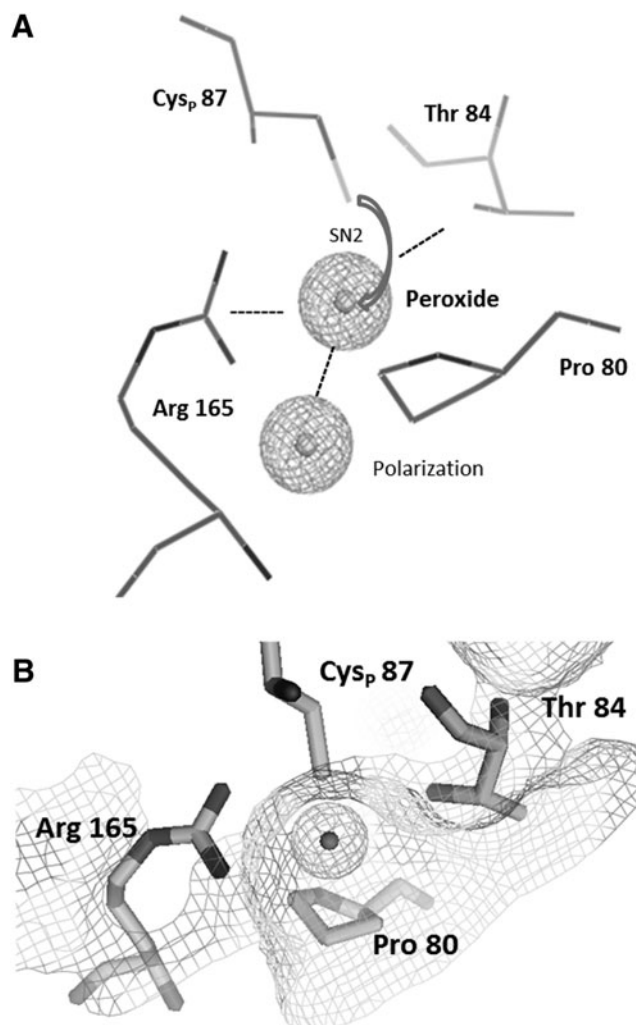 A
Cysₚ 87
Thr 84
SN2
Peroxide
Pro 80
Arg 165
Polarization
B
Cysₚ 87
Thr 84
Arg 165
Pro 80